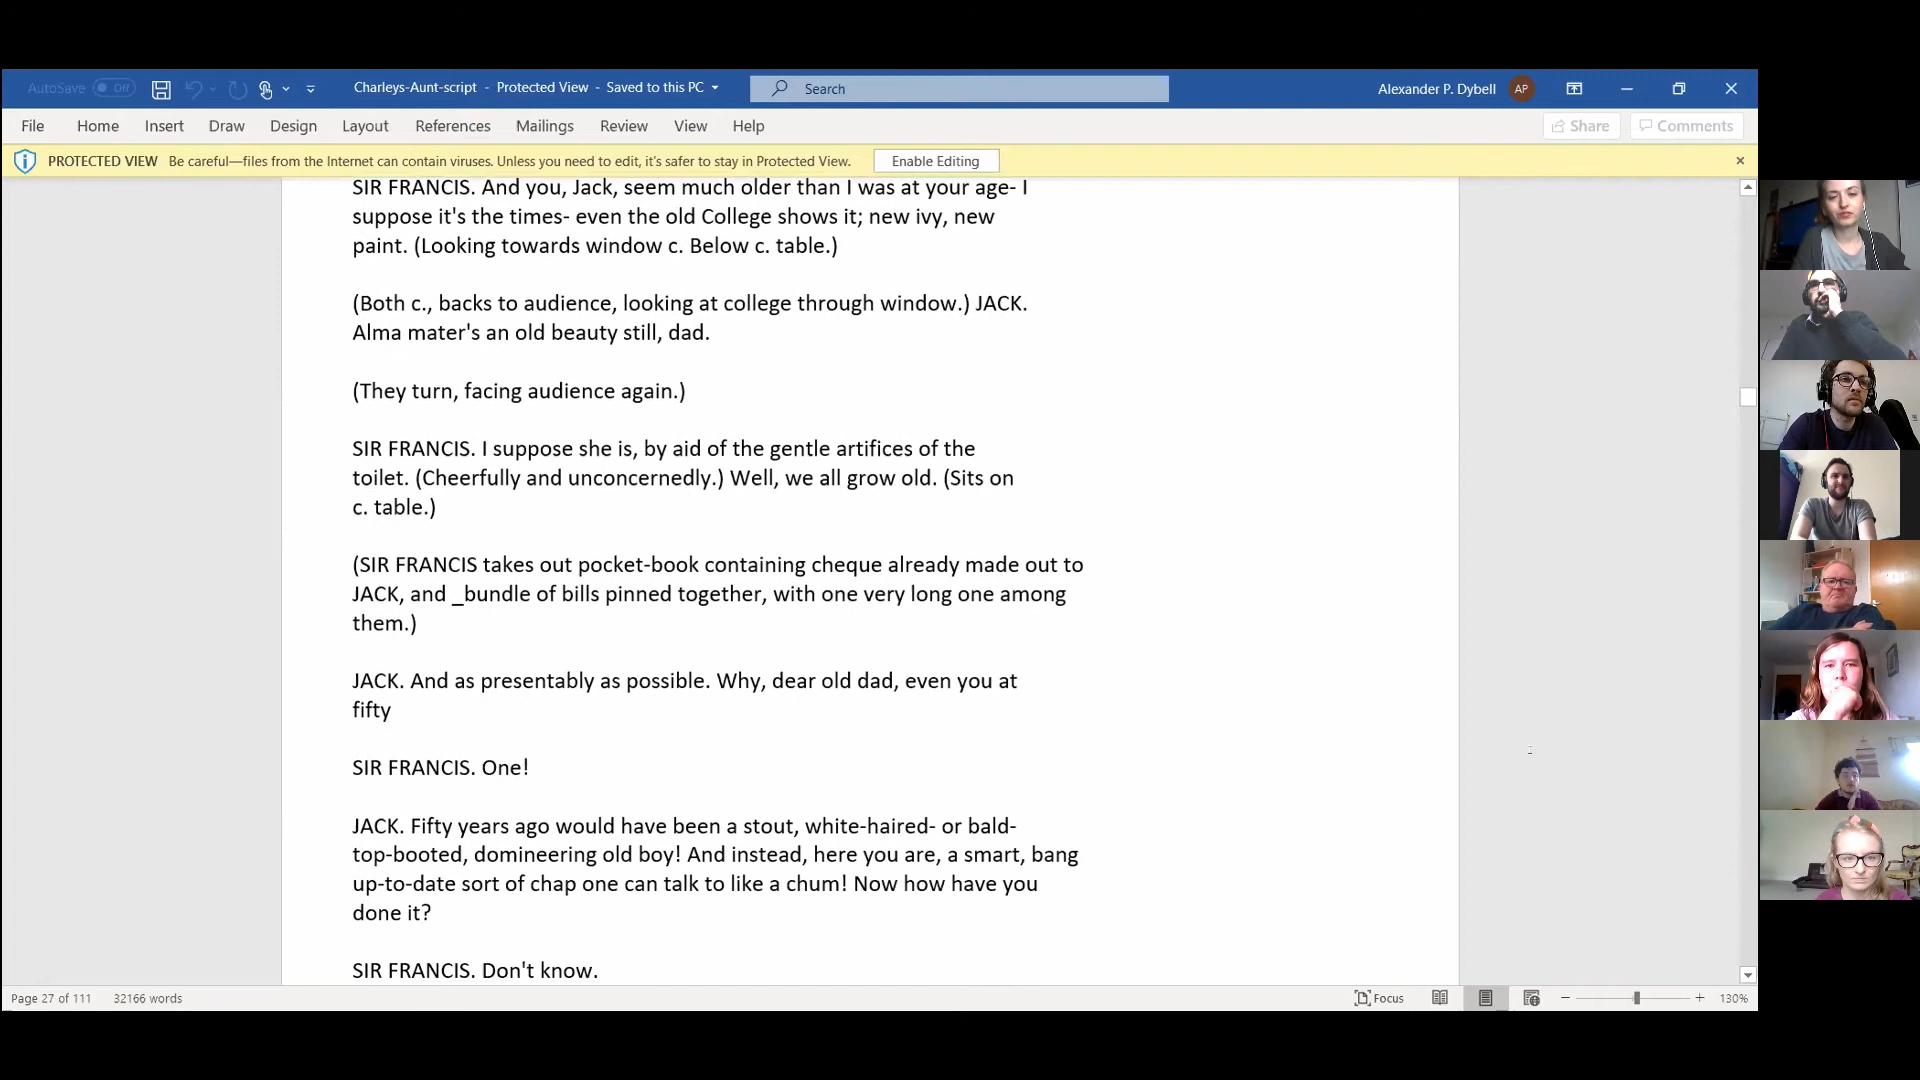 AutoSave Off Charleys-Aunt-script - Protected View - Saved to this PC Search Alexander P. Dybell AP
File Home Insert Draw Design Layout References Mailings Review View Help Share Comments
PROTECTED VIEW Be careful—files from the Internet can contain viruses. Unless you need to edit, it's safer to stay in Protected View. Enable Editing
SIR FRANCIS. And you, Jack, seem much older than I was at your age- I
suppose it's the times- even the old College shows it; new ivy, new
paint. (Looking towards window c. Below c. table.)
(Both c., backs to audience, looking at college through window.) JACK.
Alma mater's an old beauty still, dad.
(They turn, facing audience again.)
SIR FRANCIS. I suppose she is, by aid of the gentle artifices of the
toilet. (Cheerfully and unconcernedly.) Well, we all grow old. (Sits on
c. table.)
(SIR FRANCIS takes out pocket-book containing cheque already made out to
JACK, and _bundle of bills pinned together, with one very long one among
them.)
JACK. And as presentably as possible. Why, dear old dad, even you at
fifty
SIR FRANCIS. One!
JACK. Fifty years ago would have been a stout, white-haired- or bald-
top-booted, domineering old boy! And instead, here you are, a smart, bang
up-to-date sort of chap one can talk to like a chum! Now how have you
done it?
SIR FRANCIS. Don't know.
Page 27 of 111 32166 words Focus 130%